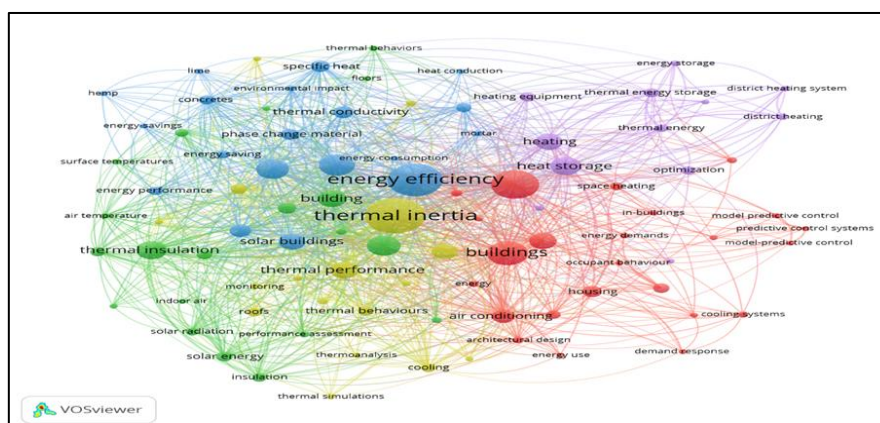 thermal behaviors
energy storage
lime
specific heat
floors
heat conduction
hemp
environmental impact
heating equipment
thermal energy storage
district heating system
concretes
thermal conductivity
district heating
energy savings
phase change material
mortar
heating
thermal energy
surface temperatures
energy saving
energy-consumption
heat storage
optimization
energy performance
energy efficiency
space heating
building
air temperature
thermal inertia
in-buildings
model predictive control
solar buildings
energy demands
predictive control systems
thermal insulation
buildings
model-predictive control
thermal performance
occupant behaviour
monitoring
energy
housing
indoor air
roofs
thermal behaviours
air conditioning
cooling systems
solar radiation
performance assessment
architectural design
solar energy
thermoanalysis
energy use
demand response
insulation
cooling
thermal simulations
VOSviewer